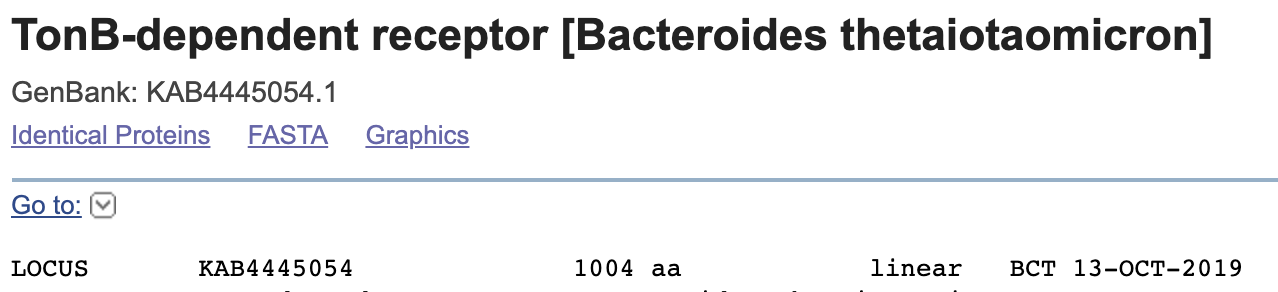 TonB-dependent receptor [Bacteroides thetaiotaomicron]
GenBank: KAB4445054.1
Identical Proteins FASTA Graphics
Go to:
LOCUS KAB4445054 1004 aa linear BCT 13-OCT-2019